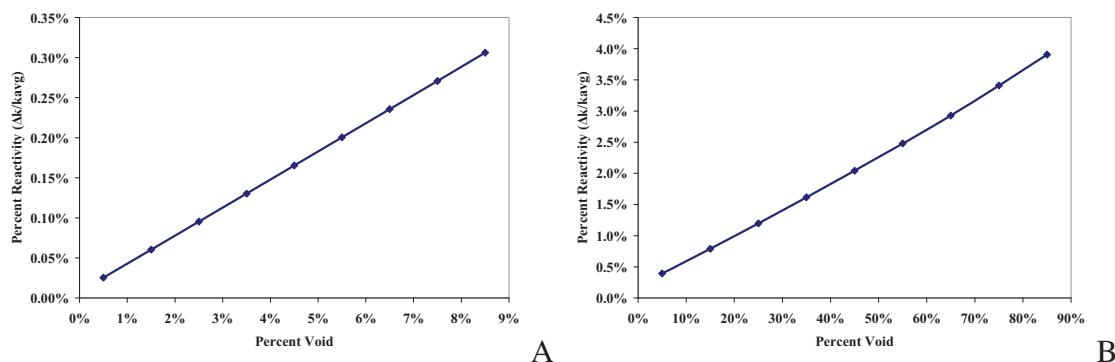 0.35%
0.30%
0.25%
0.20%
0.15%
0.10%
0.05%
0.00%
Percent Reactivity (Δk/kavg)
0% 1% 2% 3% 4% 5% 6% 7% 8% 9%
Percent Void
A
4.5%
4.0%
3.5%
3.0%
2.5%
2.0%
1.5%
1.0%
0.5%
0.0%
Percent Reactivity (Δk/kavg)
0% 10% 20% 30% 40% 50% 60% 70% 80% 90%
Percent Void
B